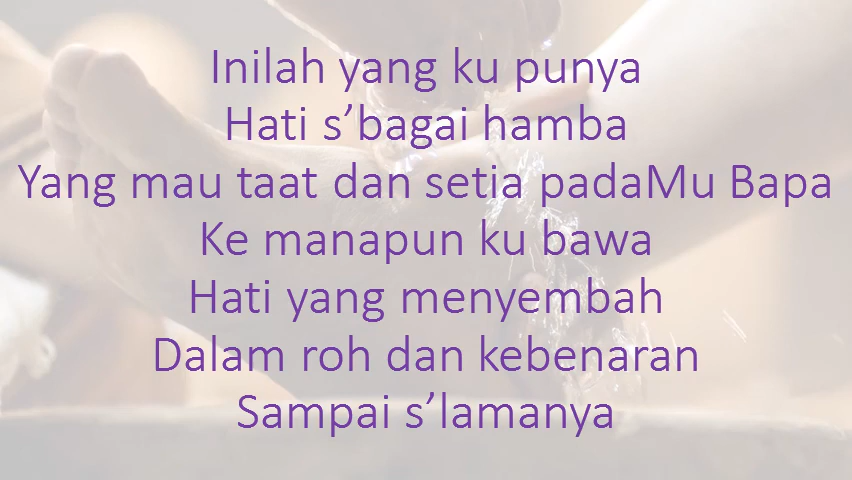 Inilah yang ku punya
Hati s’bagai hamba
Yang mau taat dan setia padaMu Bapa
Ke manapun ku bawa
Hati yang menyembah
Dalam roh dan kebenaran
Sampai s’lamanya